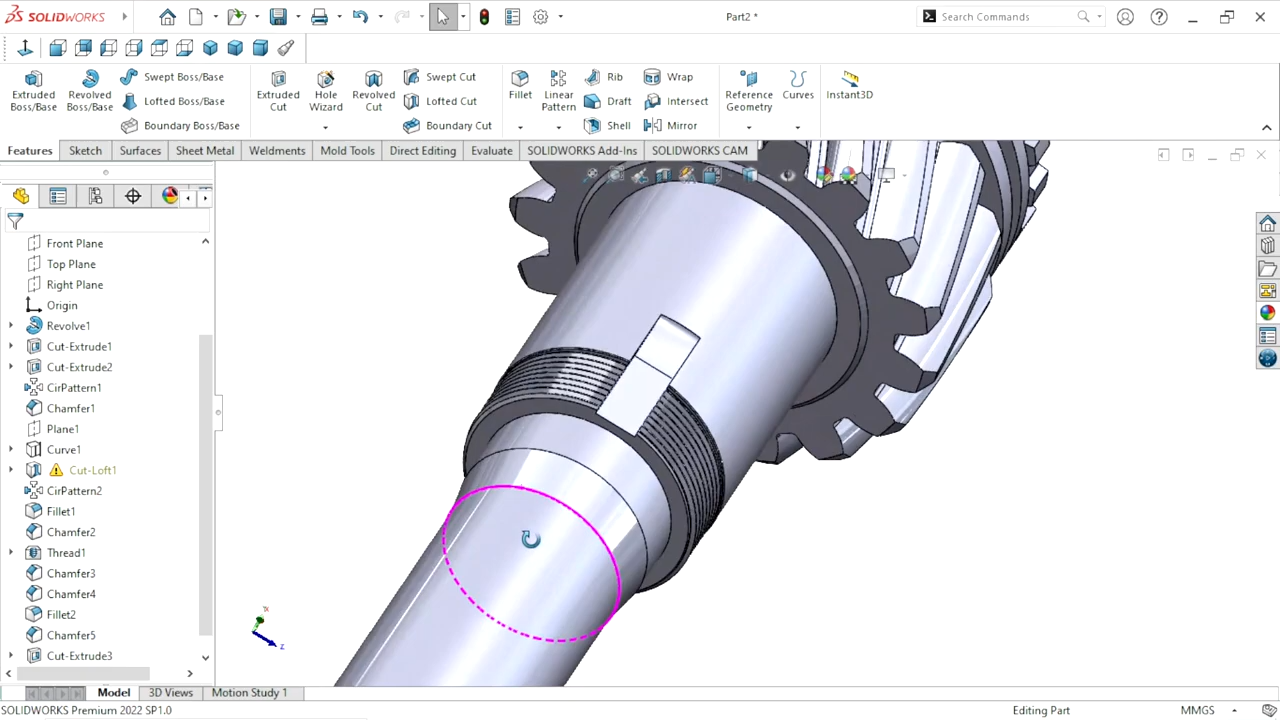 SOLIDWORKS
Part2 *
Search Commands
Extruded Boss/Base
Revolved Boss/Base
Swept Boss/Base
Lofted Boss/Base
Boundary Boss/Base
Extruded Cut
Hole Wizard
Revolved Cut
Swept Cut
Lofted Cut
Boundary Cut
Fillet
Linear Pattern
Rib
Draft
Shell
Wrap
Intersect
Mirror
Reference Geometry
Curves
Instant3D
Features
Sketch
Surfaces
Sheet Metal
Weldments
Mold Tools
Direct Editing
Evaluate
SOLIDWORKS Add-Ins
SOLIDWORKS CAM
Front Plane
Top Plane
Right Plane
Origin
Revolve1
Cut-Extrude1
Cut-Extrude2
CirPattern1
Chamfer1
Plane1
Curve1
Cut-Loft1
CirPattern2
Fillet1
Chamfer2
Thread1
Chamfer3
Chamfer4
Fillet2
Chamfer5
Cut-Extrude3
Model
3D Views
Motion Study 1
SOLIDWORKS Premium 2022 SP1.0
Editing Part
MMGS